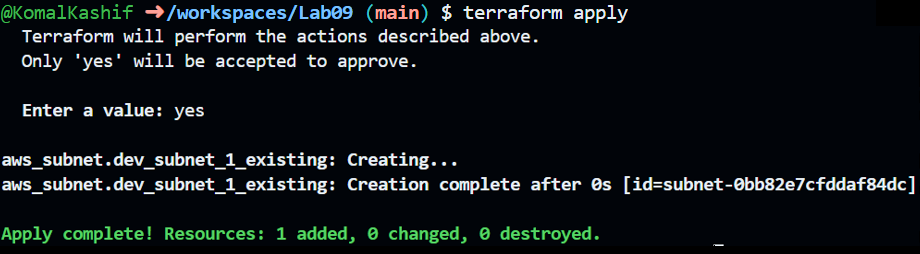 @KomalKashif ➜/workspaces/Lab09 (main) $ terraform apply
Terraform will perform the actions described above.
Only 'yes' will be accepted to approve.
Enter a value: yes
aws_subnet.dev_subnet_1_existing: Creating...
aws_subnet.dev_subnet_1_existing: Creation complete after 0s [id=subnet-0bb82e7cfddaf84dc]
Apply complete! Resources: 1 added, 0 changed, 0 destroyed.